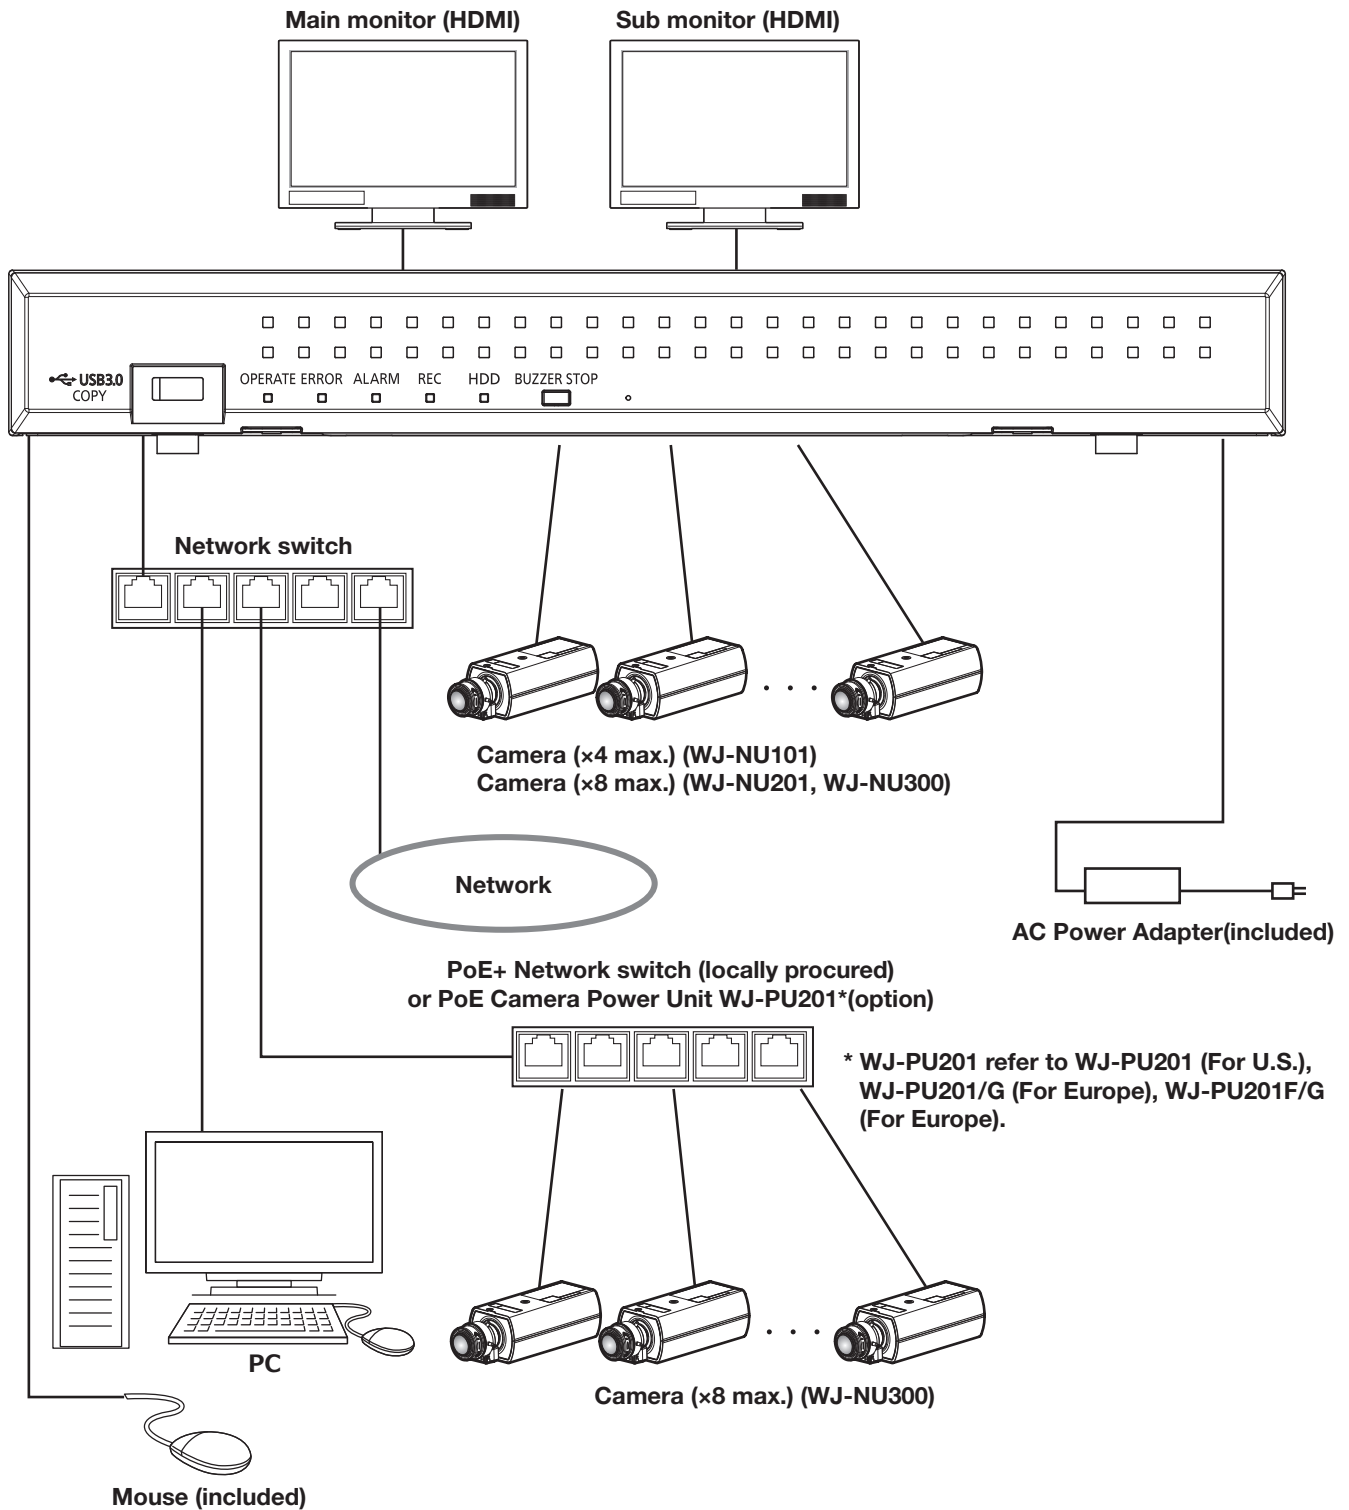 Main monitor (HDMI)
Sub monitor (HDMI)
USB3.0
COPY
OPERATE ERROR ALARM REC HDD BUZZER STOP
Network switch
Camera (×4 max.) (WJ-NU101)
Camera (×8 max.) (WJ-NU201, WJ-NU300)
Network
AC Power Adapter(included)
PoE+ Network switch (locally procured)
or PoE Camera Power Unit WJ-PU201*(option)
* WJ-PU201 refer to WJ-PU201 (For U.S.),
WJ-PU201/G (For Europe), WJ-PU201F/G
(For Europe).
PC
Camera (×8 max.) (WJ-NU300)
Mouse (included)